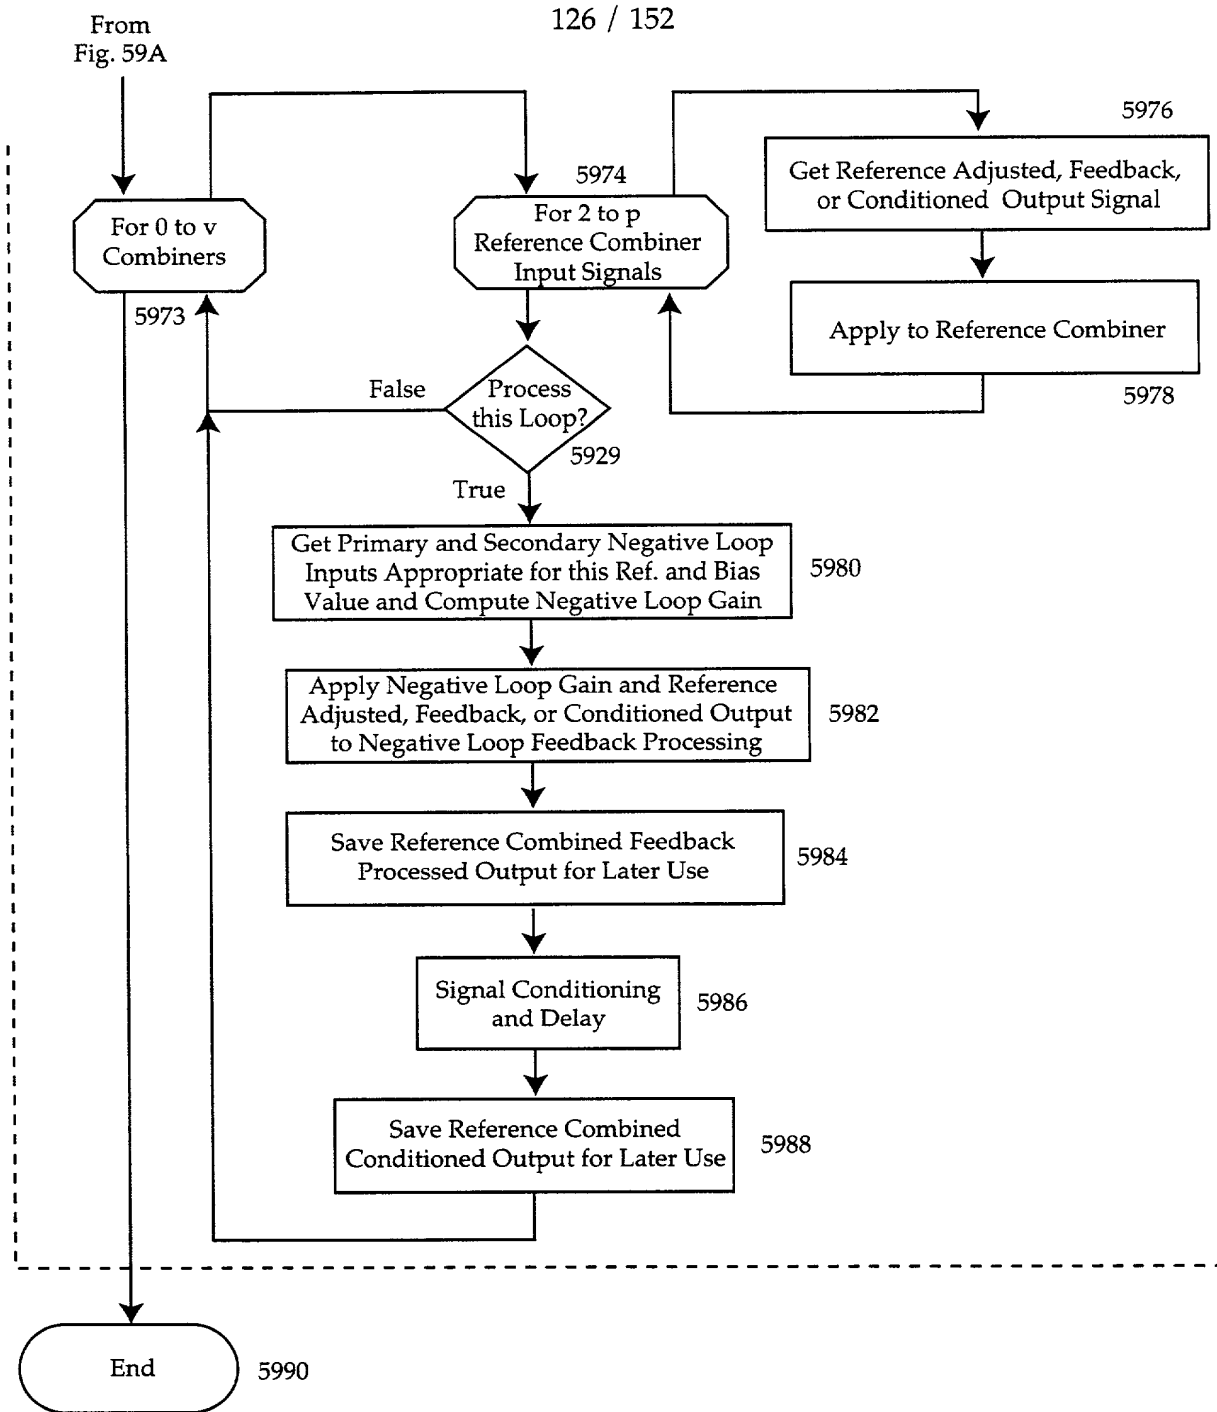 126 / 152
From
Fig. 59A
5976
Get Reference Adjusted, Feedback,
or Conditioned Output Signal
5974
For 2 to p
Reference Combiner
Input Signals
For 0 to v
Combiners
5973
Apply to Reference Combiner
5978
False
Process
this Loop?
5929
True
Get Primary and Secondary Negative Loop
Inputs Appropriate for this Ref. and Bias
Value and Compute Negative Loop Gain
5980
Apply Negative Loop Gain and Reference
Adjusted, Feedback, or Conditioned Output
to Negative Loop Feedback Processing
5982
Save Reference Combined Feedback
Processed Output for Later Use
5984
Signal Conditioning
and Delay
5986
Save Reference Combined
Conditioned Output for Later Use
5988
End
5990